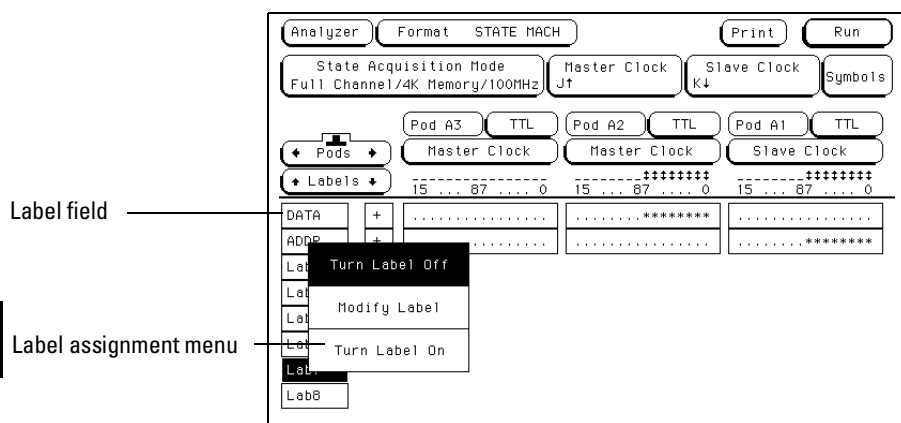 Analyzer Format STATE MACH Print Run
State Acquisition Mode
Full Channel/4K Memory/100MHz
Master Clock
J↑
Slave Clock
K↓
Symbols
Pod A3 TTL Pod A2 TTL Pod A1 TTL
← Pods → Master Clock Master Clock Slave Clock
↑ Labels ↓
15 ... 87 .... 0 15 ... 87 .... 0 15 ... 87 .... 0
Label field
DATA + ................ ........******** ................
ADDR + ................ ................ ........********
Turn Label Off
Modify Label
Label assignment menu
Turn Label On
Lab8